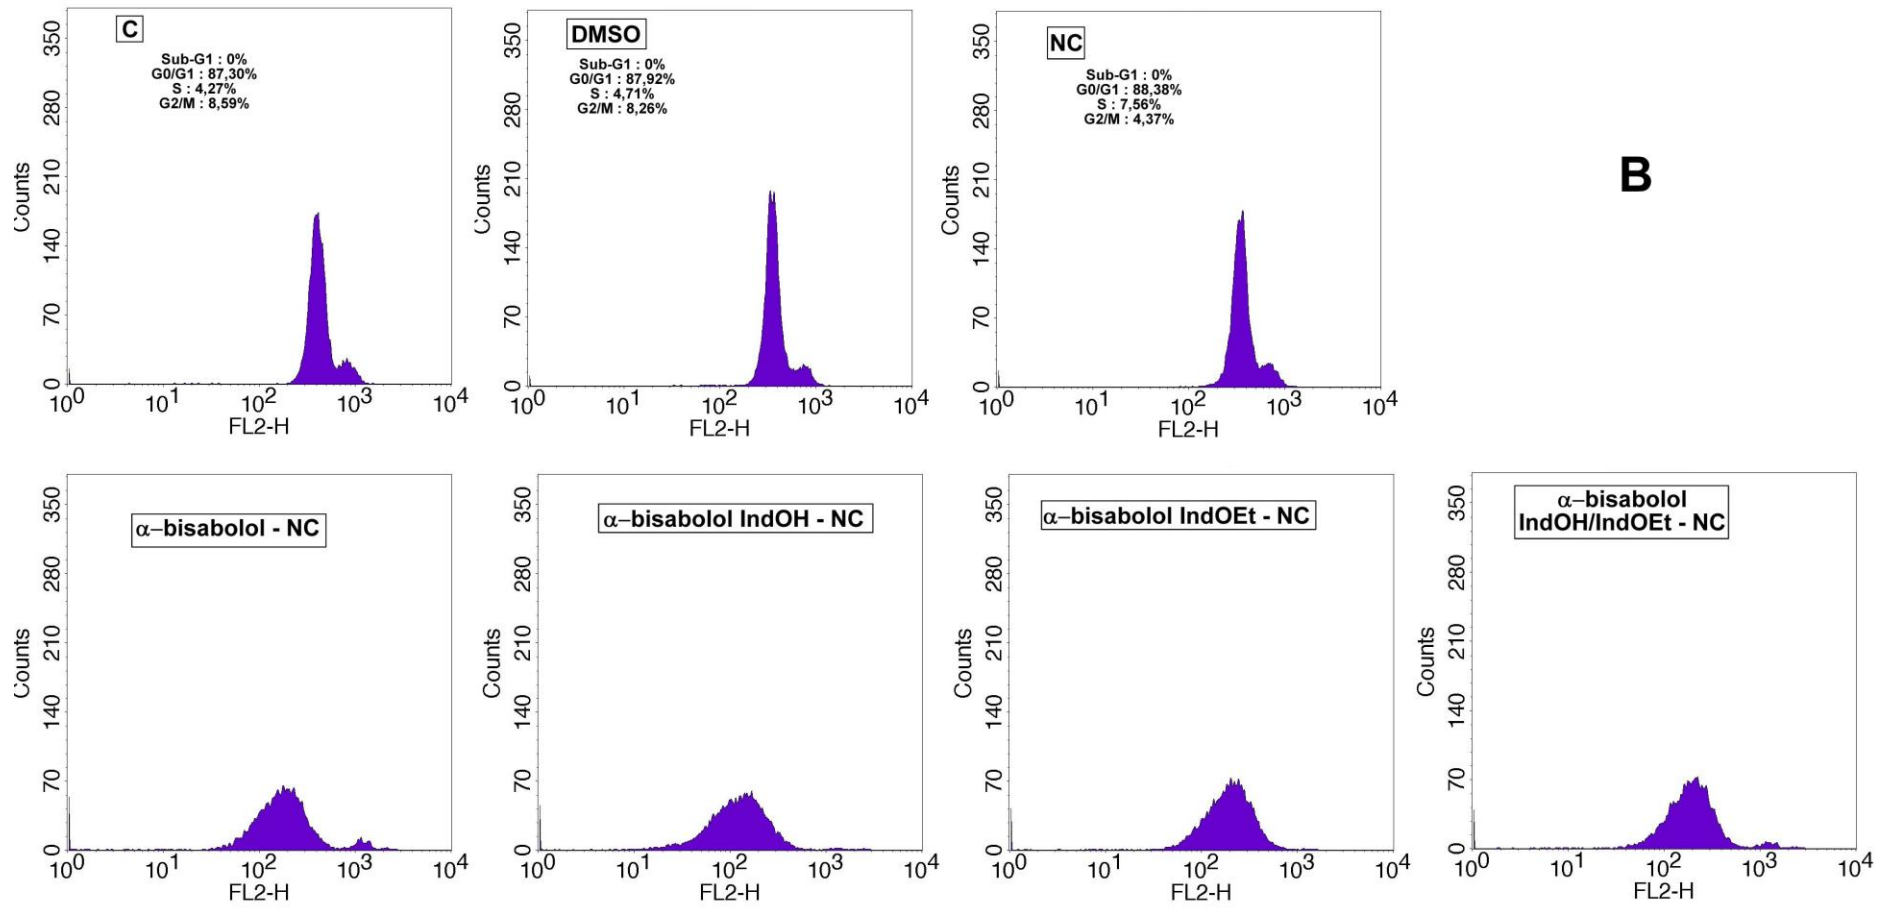 C
Sub-G1 : 0%
G0/G1 : 87,30%
S : 4,27%
G2/M : 8,59%
350
280
210
140
70
0
Counts
10^0 10^1 10^2 10^3 10^4
FL2-H
DMSO
Sub-G1 : 0%
G0/G1 : 87,92%
S : 4,71%
G2/M : 8,26%
350
280
210
140
70
0
Counts
10^0 10^1 10^2 10^3 10^4
FL2-H
NC
Sub-G1 : 0%
G0/G1 : 88,38%
S : 7,56%
G2/M : 4,37%
350
280
210
140
70
0
Counts
10^0 10^1 10^2 10^3 10^4
FL2-H
B
α–bisabolol - NC
350
280
210
140
70
0
Counts
10^0 10^1 10^2 10^3 10^4
FL2-H
α–bisabolol IndOH - NC
350
280
210
140
70
0
Counts
10^0 10^1 10^2 10^3 10^4
FL2-H
α–bisabolol IndOEt - NC
350
280
210
140
70
0
Counts
10^0 10^1 10^2 10^3 10^4
FL2-H
α–bisabolol
IndOH/IndOEt - NC
350
280
210
140
70
0
Counts
10^0 10^1 10^2 10^3 10^4
FL2-H